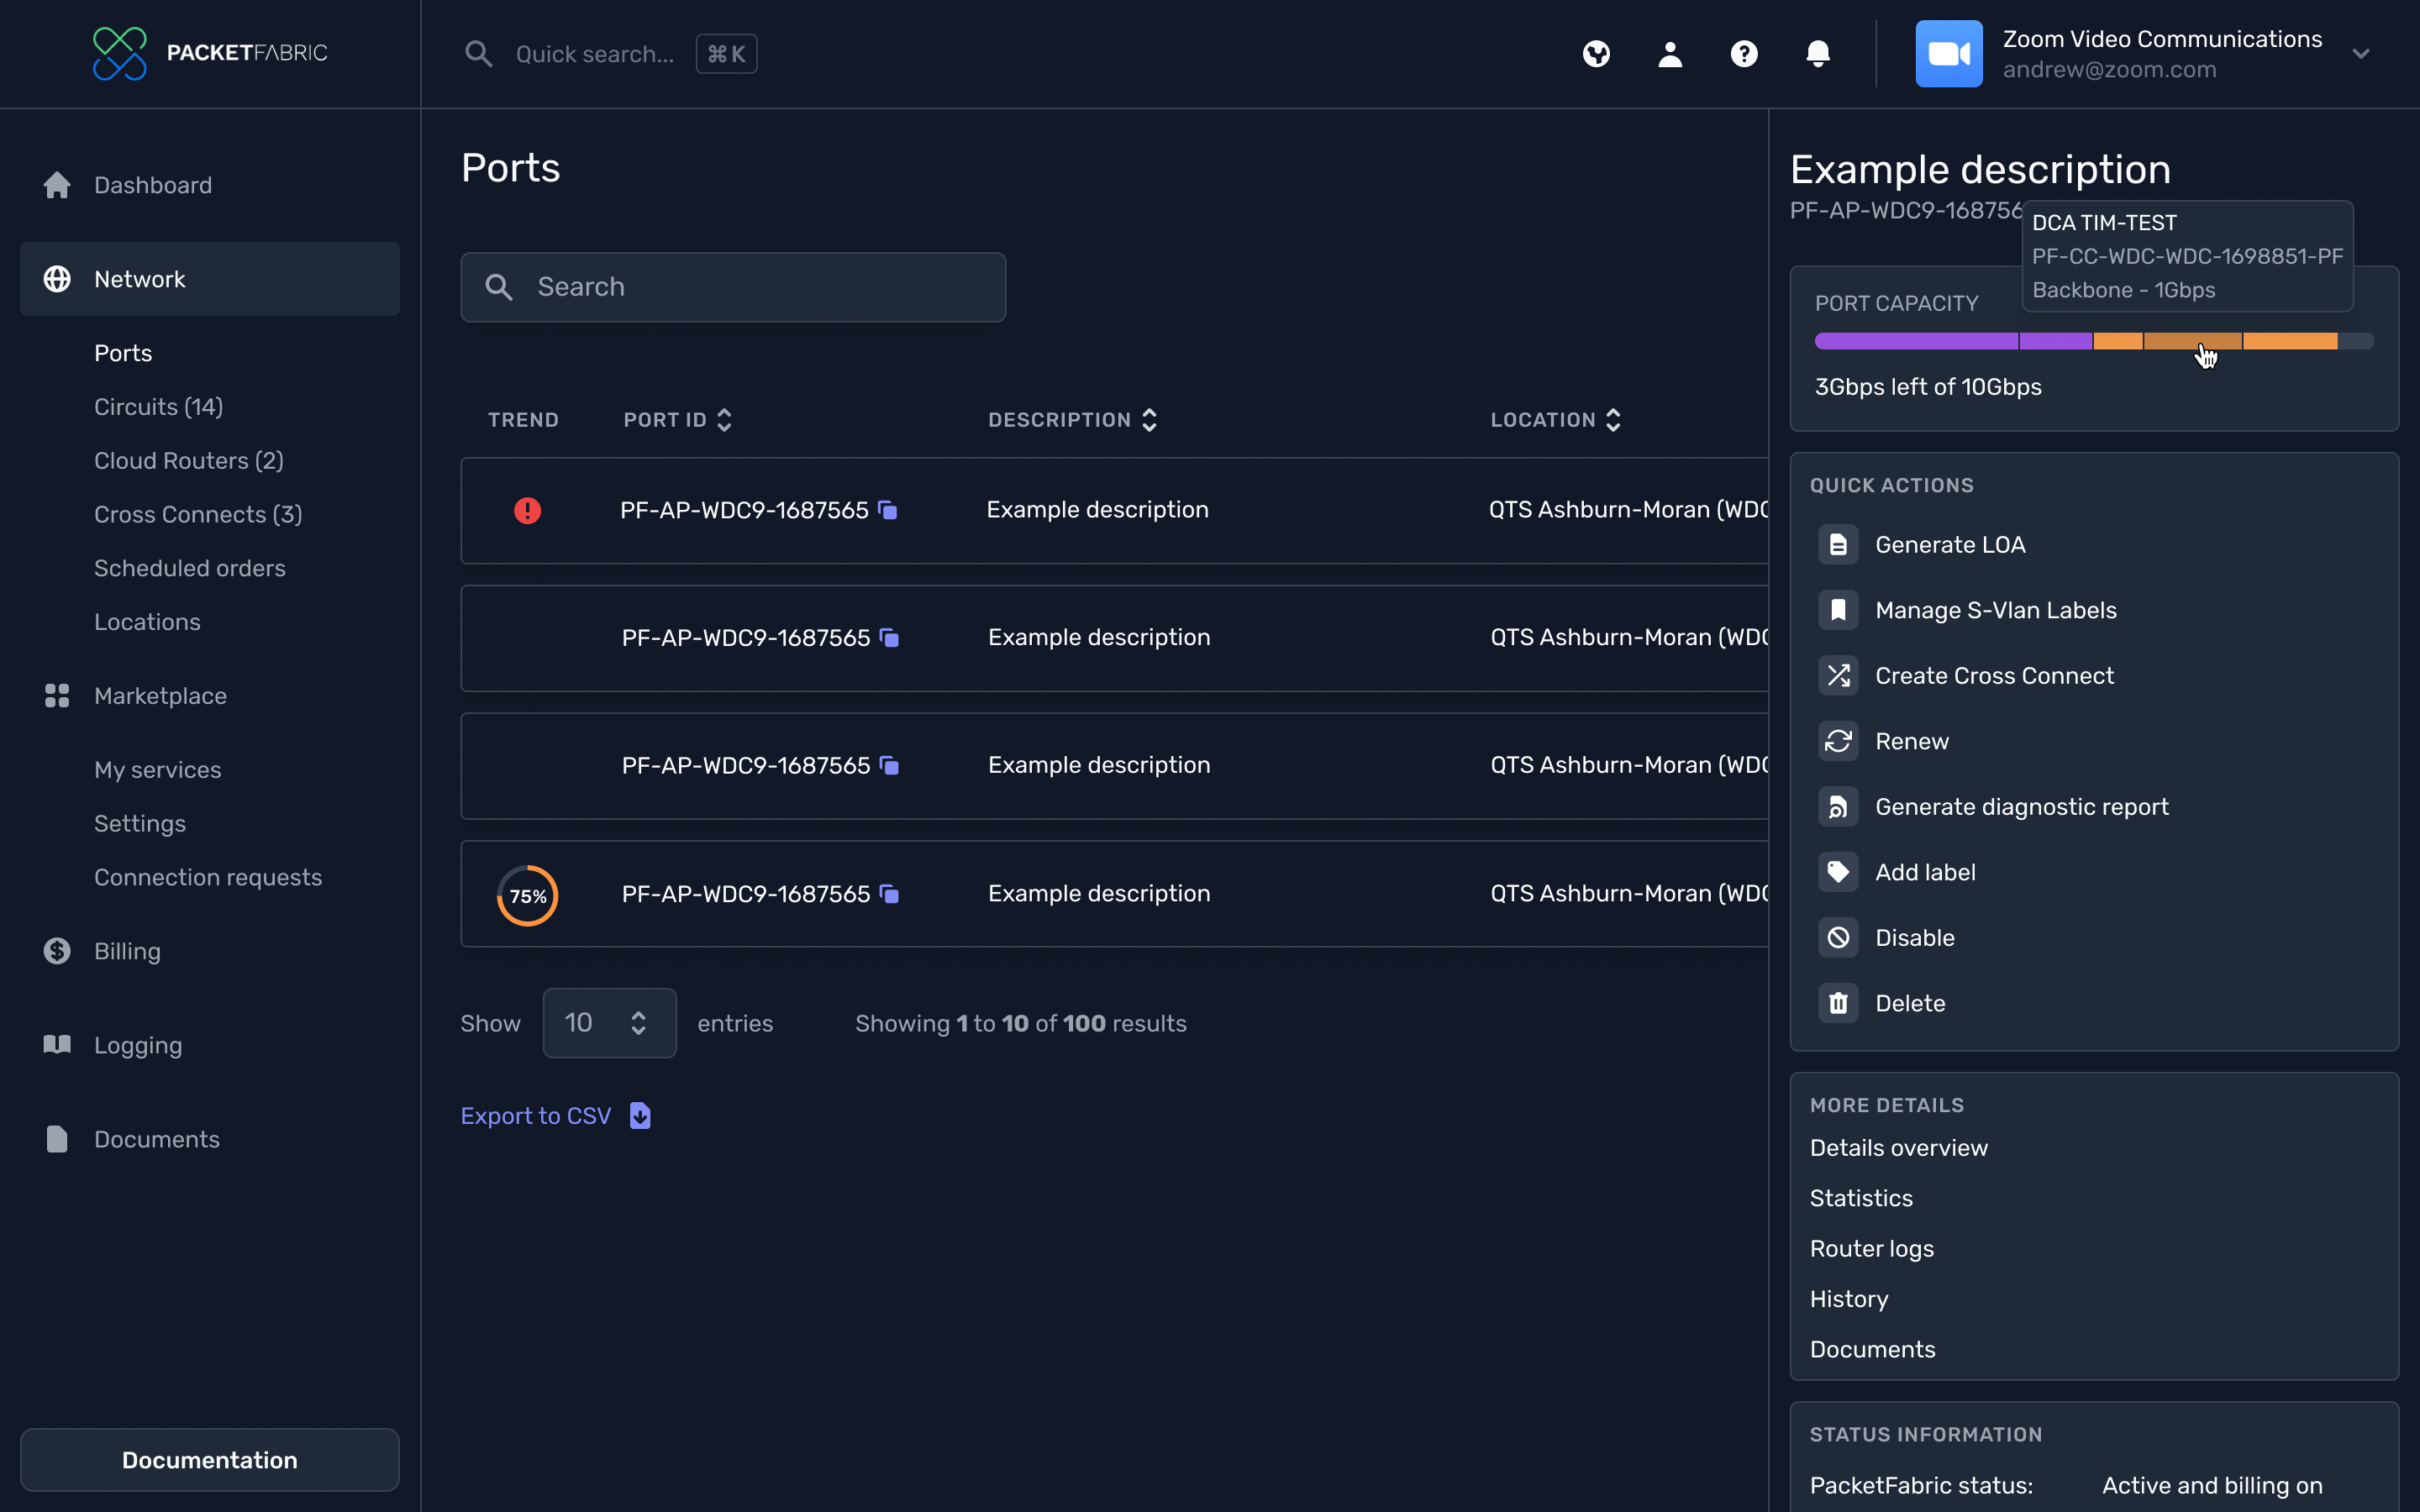 PACKETFABRIC
Quick search...
⌘ K
Zoom Video Communications
andrew@zoom.com
Dashboard
Network
Ports
Circuits (14)
Cloud Routers (2)
Cross Connects (3)
Scheduled orders
Locations
Marketplace
My services
Settings
Connection requests
Billing
Logging
Documents
Documentation
Ports
Search
TREND PORT ID DESCRIPTION LOCATION
PF-AP-WDC9-1687565 Example description QTS Ashburn-Moran (WDC
PF-AP-WDC9-1687565 Example description QTS Ashburn-Moran (WDC
PF-AP-WDC9-1687565 Example description QTS Ashburn-Moran (WDC
75% PF-AP-WDC9-1687565 Example description QTS Ashburn-Moran (WDC
Show 10 entries Showing 1 to 10 of 100 results
Export to CSV
Example description
PF-AP-WDC9-168756
DCA TIM-TEST
PF-CC-WDC-WDC-1698851-PF
Backbone - 1Gbps
PORT CAPACITY
3Gbps left of 10Gbps
QUICK ACTIONS
Generate LOA
Manage S-Vlan Labels
Create Cross Connect
Renew
Generate diagnostic report
Add label
Disable
Delete
MORE DETAILS
Details overview
Statistics
Router logs
History
Documents
STATUS INFORMATION
PacketFabric status: Active and billing on